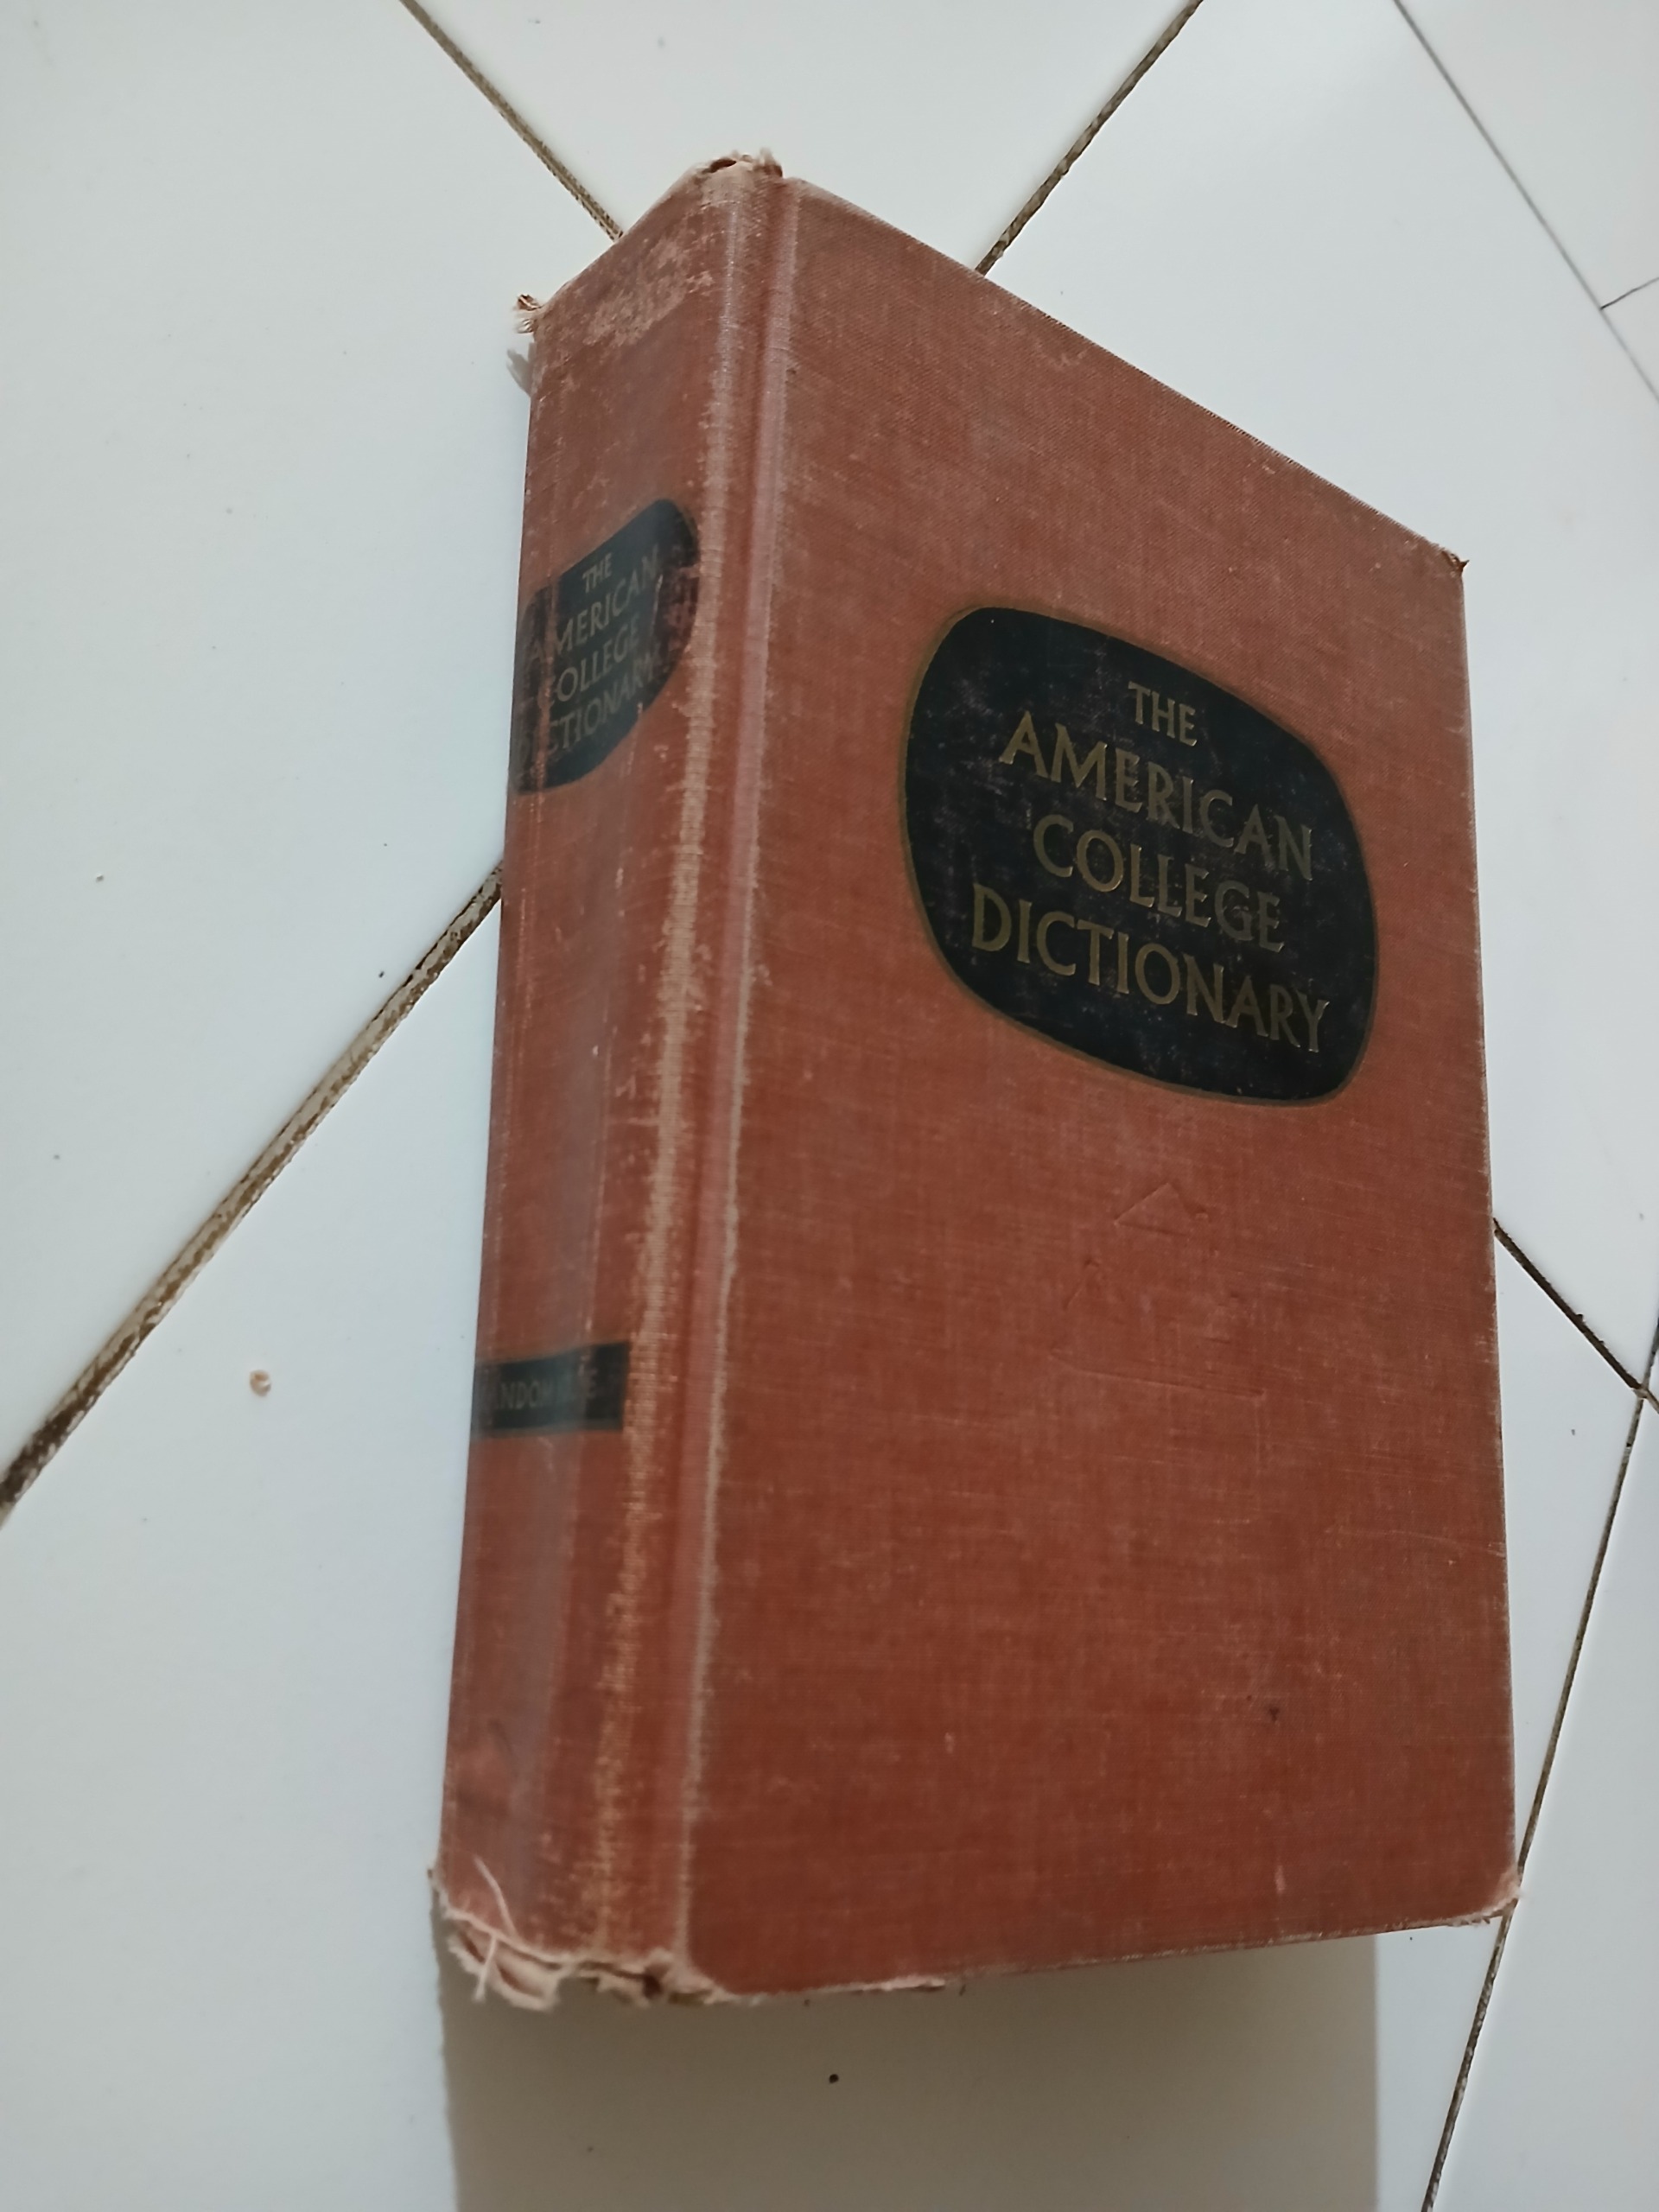 THE
AMERICAN
COLLEGE
DICTIONARY
THE
AMERICAN
COLLEGE
DICTIONARY